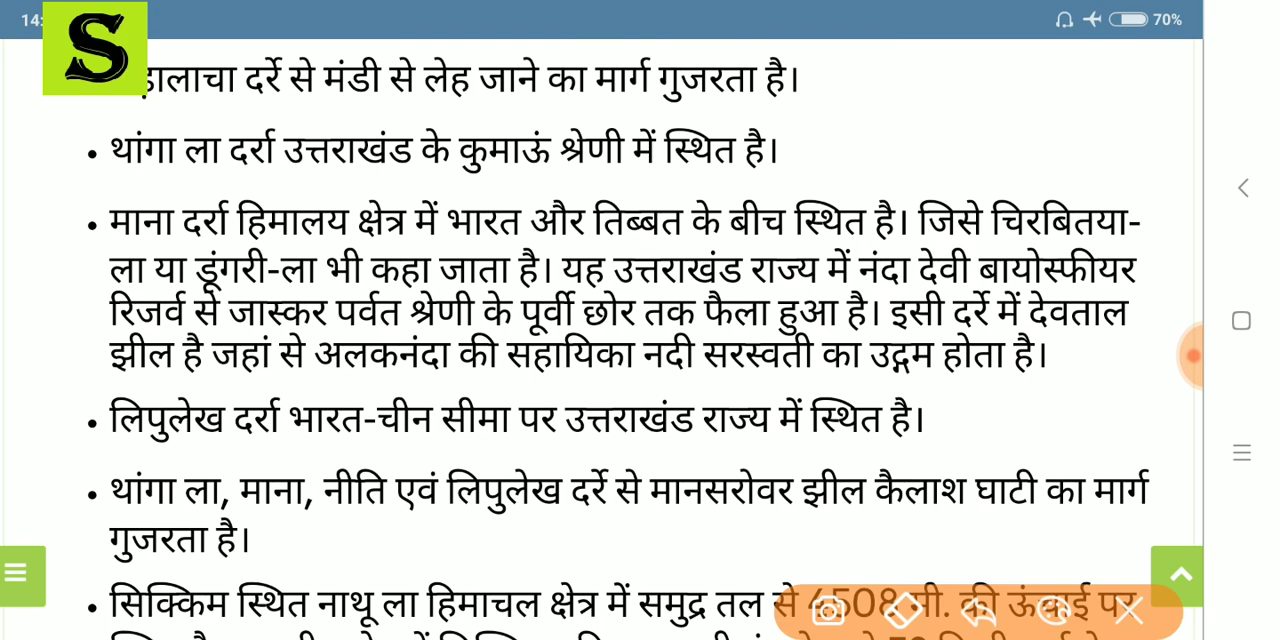 14:
70%
S
ड़ालाचा दर्रे से मंडी से लेह जाने का मार्ग गुजरता है।
• थांगा ला दर्रा उत्तराखंड के कुमाऊं श्रेणी में स्थित है।
• माना दर्रा हिमालय क्षेत्र में भारत और तिब्बत के बीच स्थित है। जिसे चिरबितया-
ला या डूंगरी-ला भी कहा जाता है। यह उत्तराखंड राज्य में नंदा देवी बायोस्फीयर
रिजर्व से जास्कर पर्वत श्रेणी के पूर्वी छोर तक फैला हुआ है। इसी दर्रे में देवताल
झील है जहां से अलकनंदा की सहायिका नदी सरस्वती का उद्गम होता है।
• लिपुलेख दर्रा भारत-चीन सीमा पर उत्तराखंड राज्य में स्थित है।
• थांगा ला, माना, नीति एवं लिपुलेख दर्रे से मानसरोवर झील कैलाश घाटी का मार्ग
गुजरता है।
• सिक्किम स्थित नाथू ला हिमाचल क्षेत्र में समुद्र तल से 4508 मी. की ऊंचाई पर